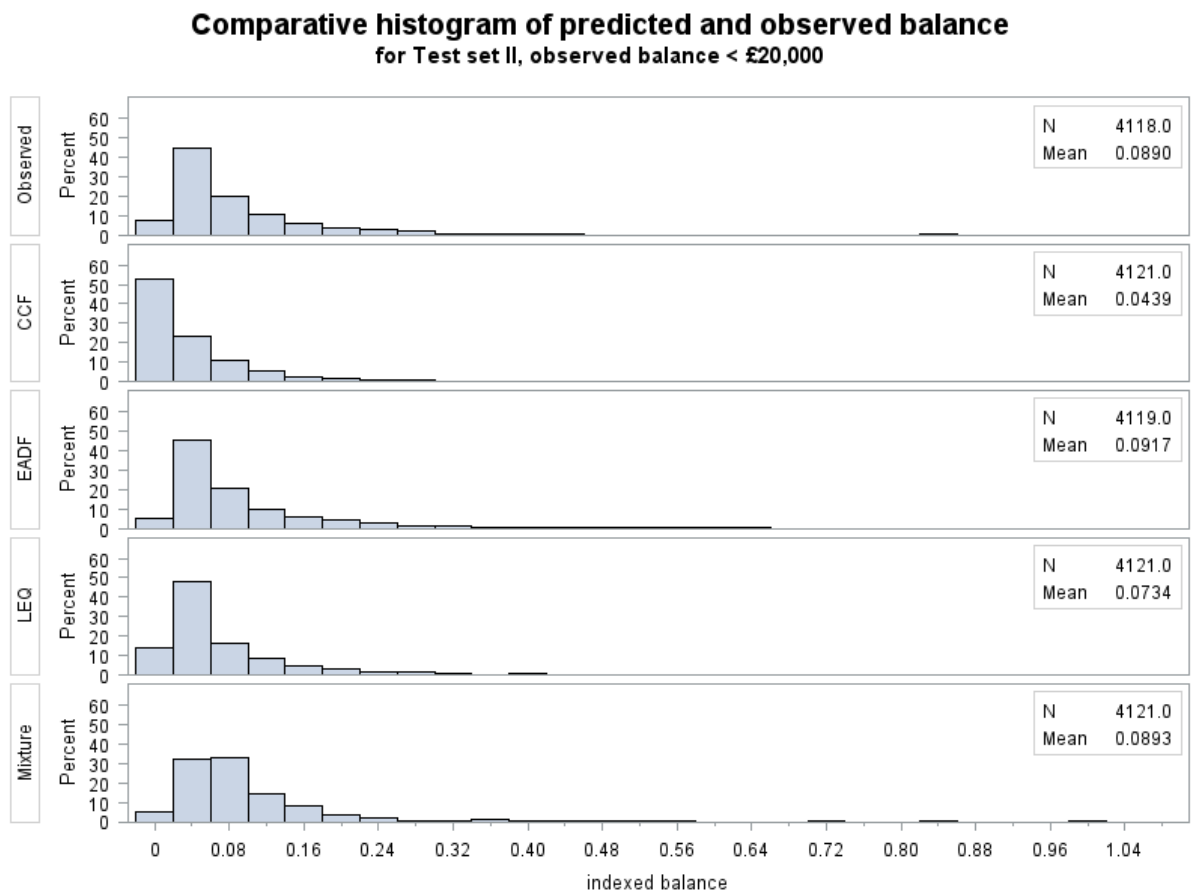 Comparative histogram of predicted and observed balance
for Test set II, observed balance < £20,000
Observed
Percent
60
50
40
30
20
10
0
N 4118.0
Mean 0.0890
CCF
Percent
60
50
40
30
20
10
0
N 4121.0
Mean 0.0439
EADF
Percent
60
50
40
30
20
10
0
N 4119.0
Mean 0.0917
LEQ
Percent
60
50
40
30
20
10
0
N 4121.0
Mean 0.0734
Mixture
Percent
60
50
40
30
20
10
0
N 4121.0
Mean 0.0893
0 0.08 0.16 0.24 0.32 0.40 0.48 0.56 0.64 0.72 0.80 0.88 0.96 1.04
indexed balance